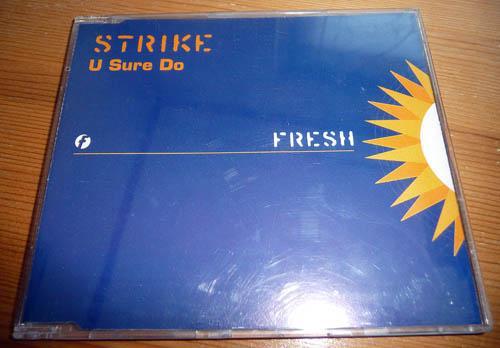 STRIKE
U Sure Do
f
FRESH